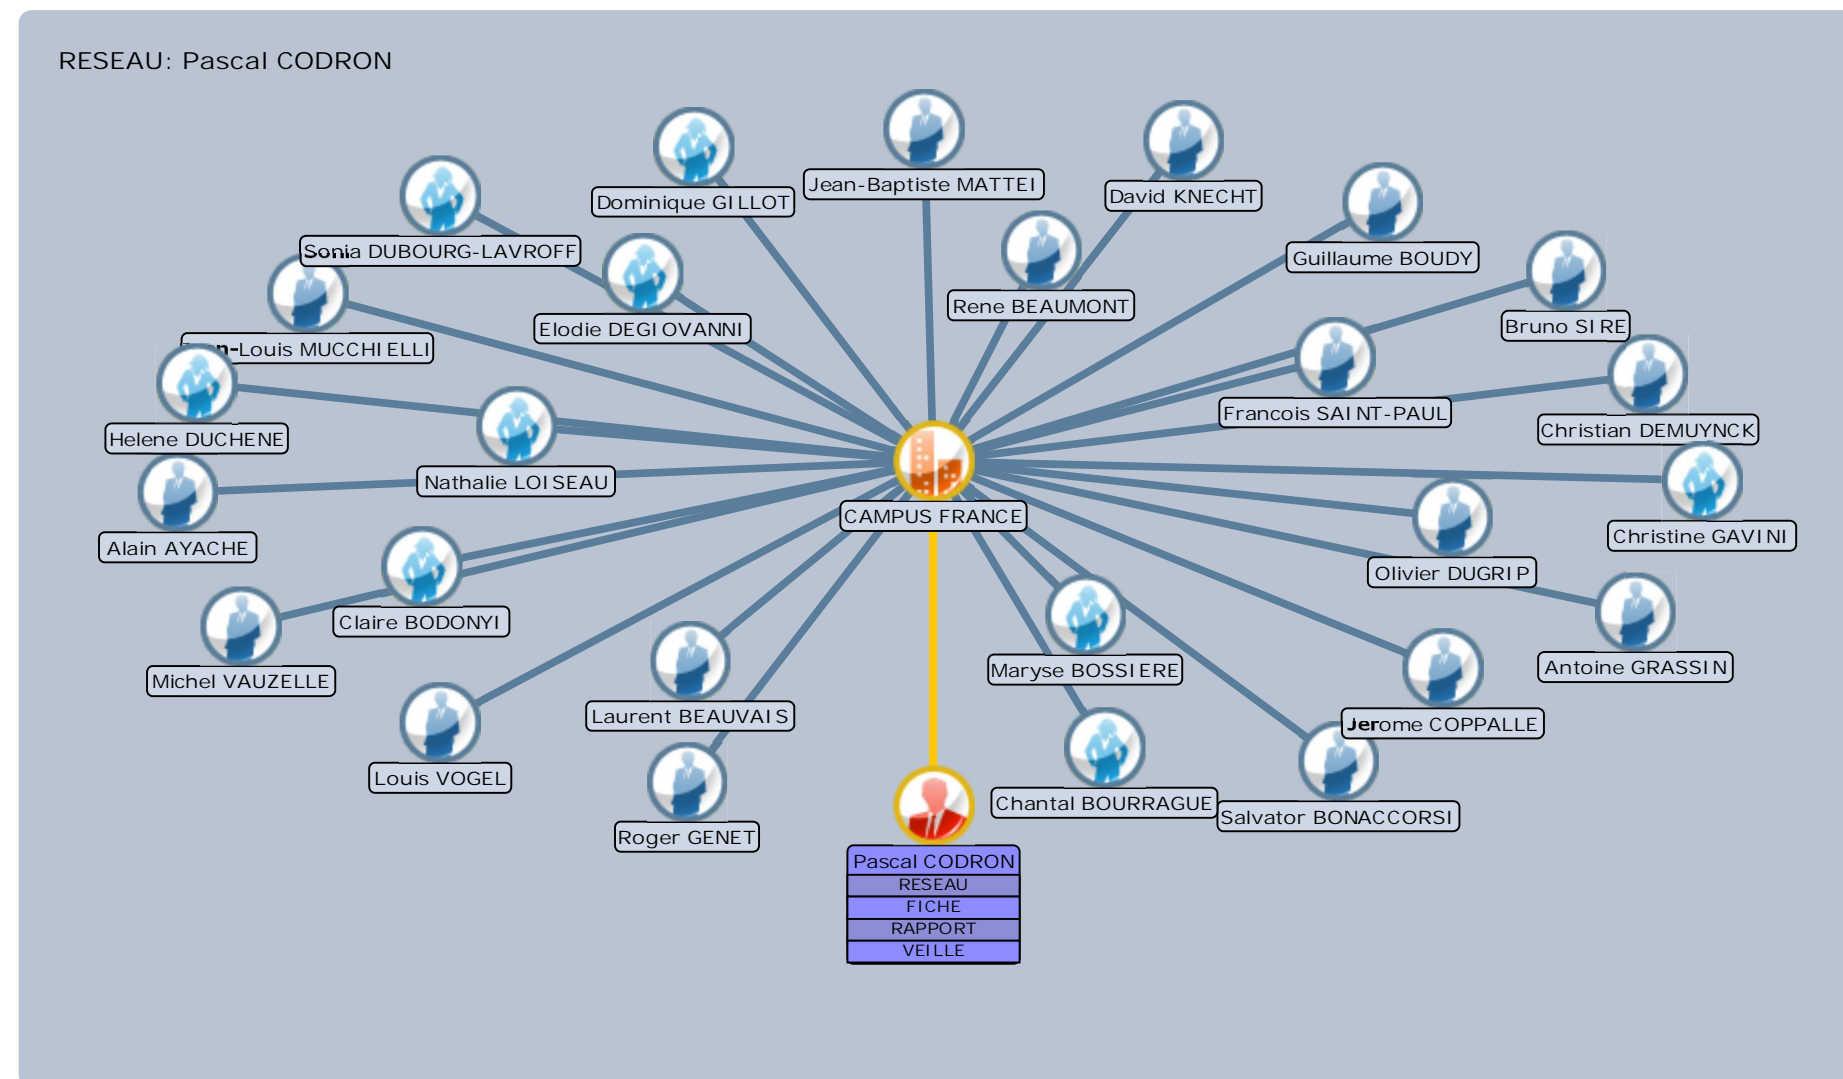 RESEAU: Pascal CODRON
Jean-Baptiste MATTEI
David KNECHT
Dominique GILLOT
Sonia DUBOURG-LAVROFF
Guillaume BOUDY
Rene BEAUMONT
Elodie DEGIOVANNI
Bruno SIRE
Jean-Louis MUCCHIELLI
Francois SAINT-PAUL
Christian DEMUYNCK
Helene DUCHENE
Nathalie LOISEAU
CAMPUS FRANCE
Christine GAVINI
Alain AYACHE
Olivier DUGRIP
Claire BODONYI
Antoine GRASSIN
Maryse BOSSIERE
Michel VAUZELLE
Laurent BEAUVAIS
Jerome COPPALLE
Louis VOGEL
Chantal BOURRAGUE
Salvator BONACCORSI
Roger GENET
Pascal CODRON
RESEAU
FICHE
RAPPORT
VEILLE